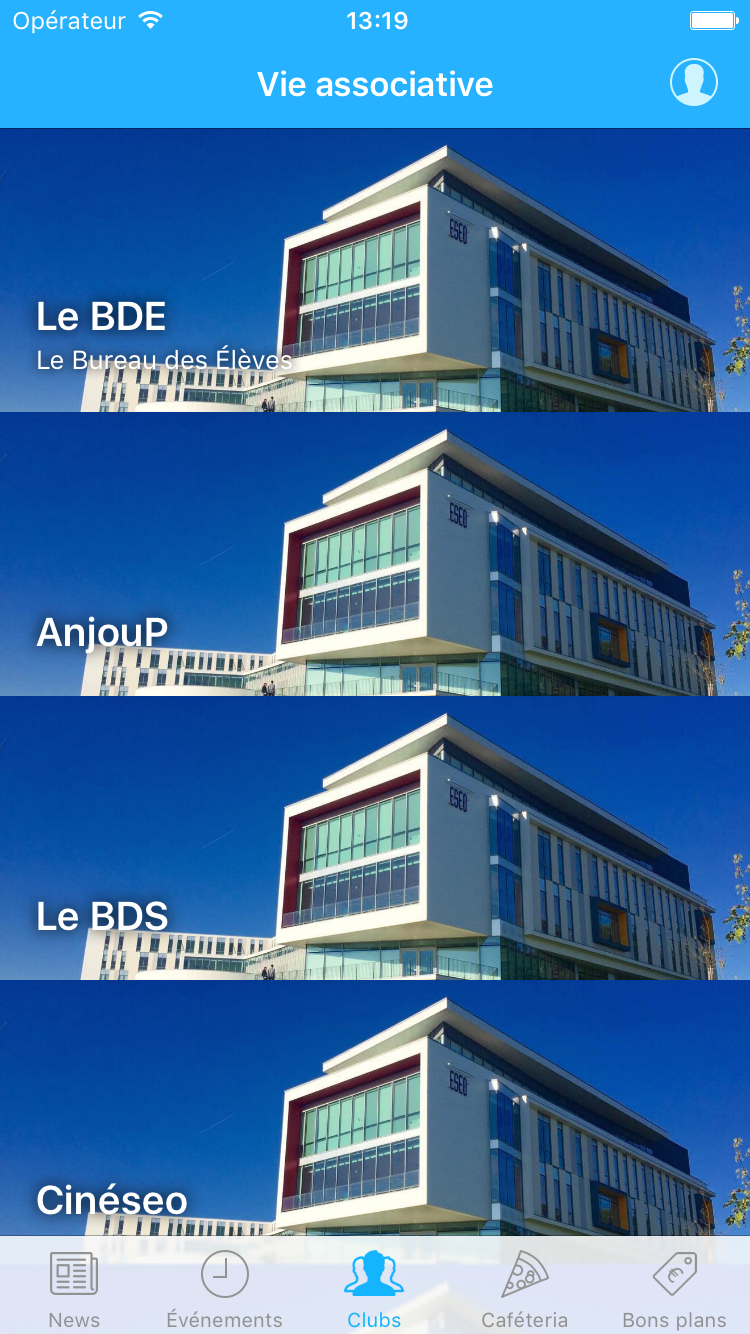 Opérateur 13:19
Vie associative
ESEO
Le BDE
Le Bureau des Élèves
ESEO
AnjouP
ESEO
Le BDS
ESEO
Cinéseo
News Événements Clubs Caféteria Bons plans